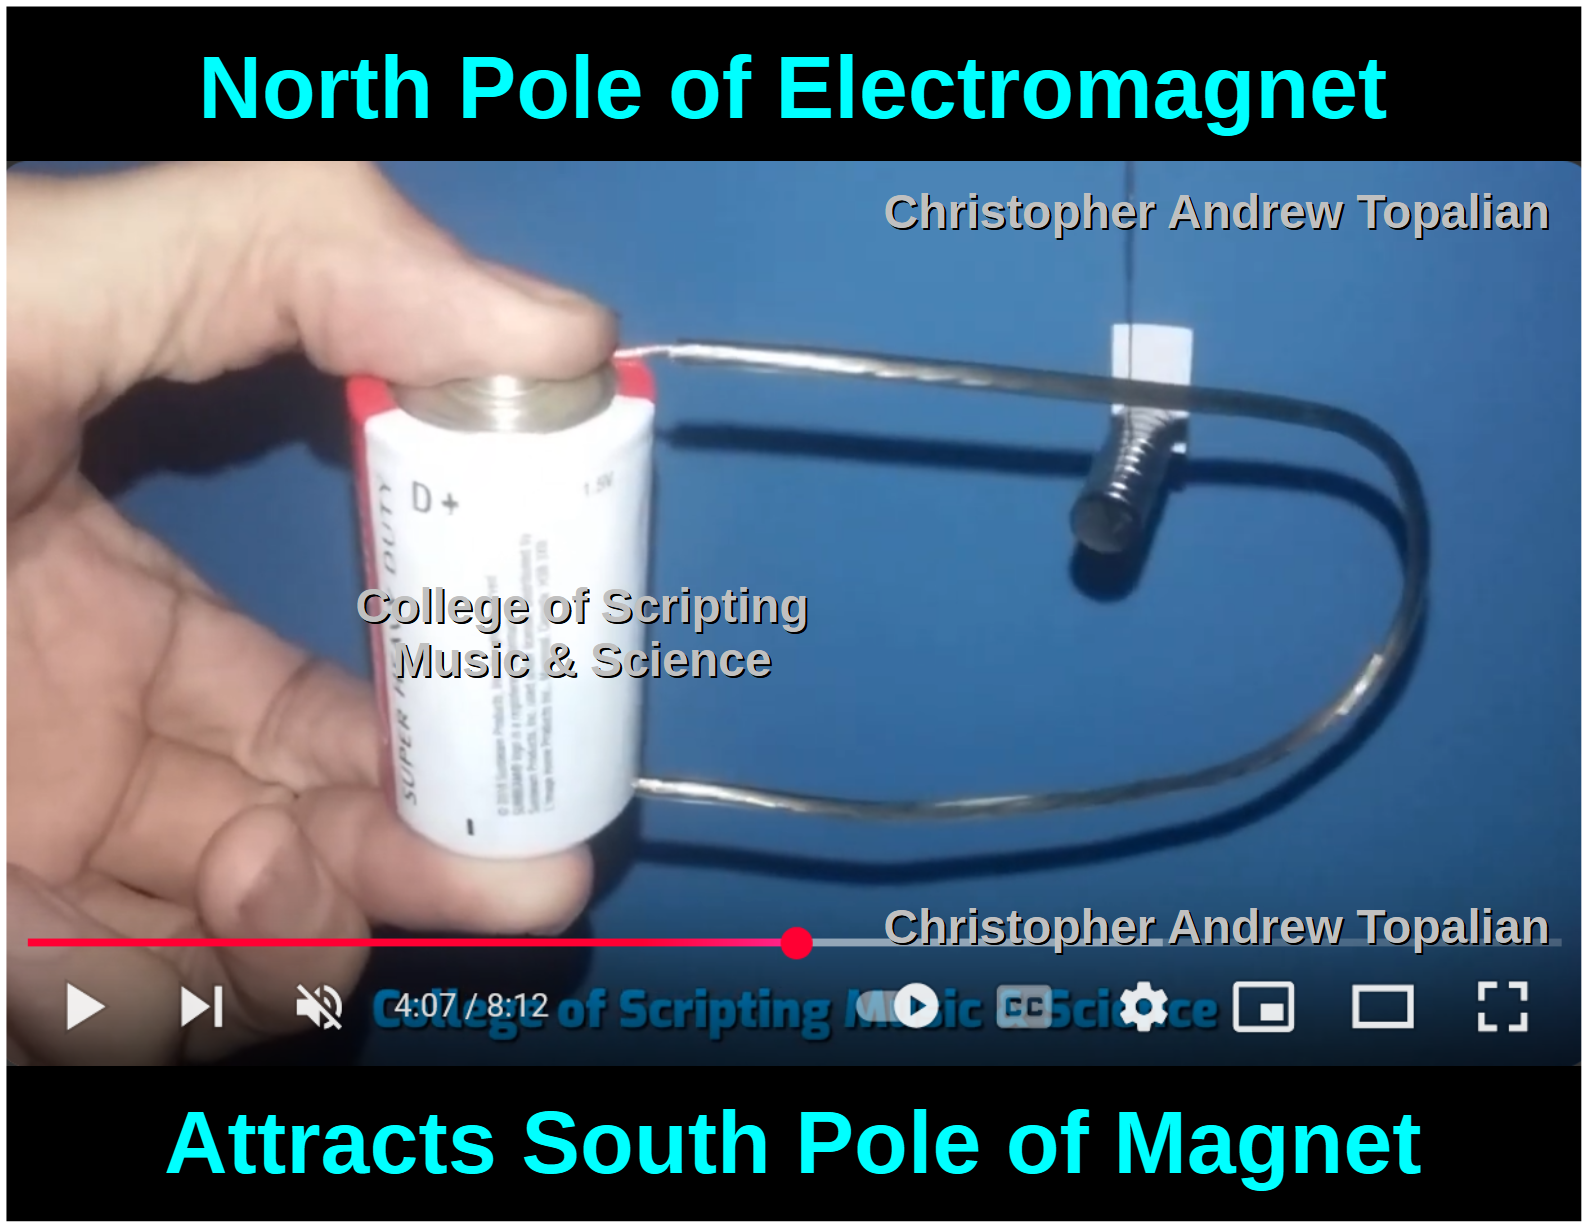 North Pole of Electromagnet
Christopher Andrew Topalian
D +
1.5V
SUPER HEAVY DUTY
College of Scripting
Music & Science
-
Christopher Andrew Topalian
4:07 / 8:12
College of Scripting Music & Science
CC
Attracts South Pole of Magnet